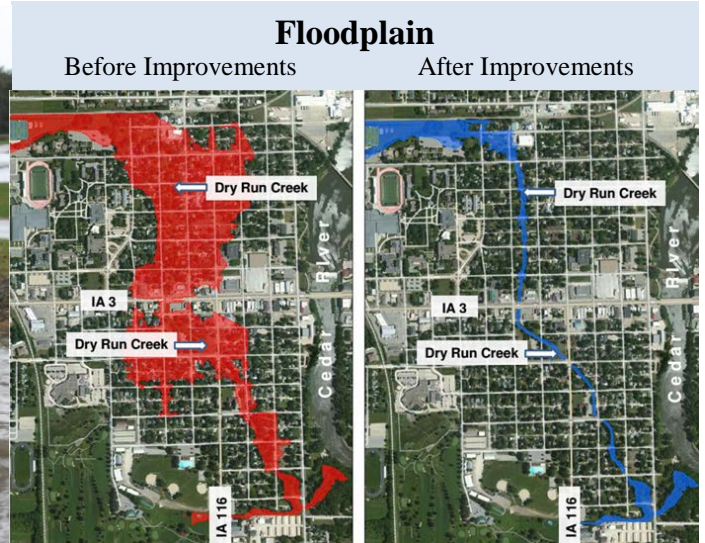 Floodplain
Before Improvements
After Improvements
Dry Run Creek
IA 3
Dry Run Creek
IA 116
Cedar River
Dry Run Creek
IA 3
Dry Run Creek
IA 116
Cedar River